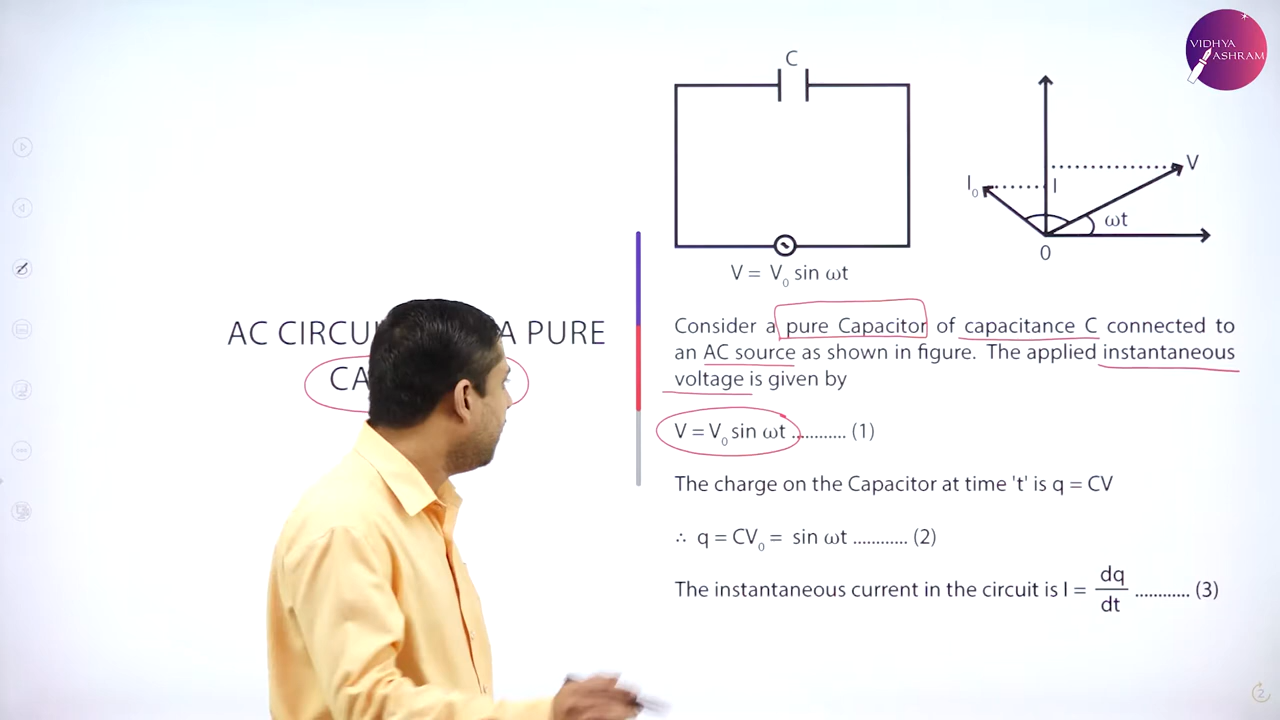 VIDHYA
ASHRAM
C
V = V₀ sin ωt
V
I₀
I
ωt
0
AC CIRCUI A PURE
CA
Consider a pure Capacitor of capacitance C connected to
an AC source as shown in figure. The applied instantaneous
voltage is given by
V = V₀ sin ωt ............ (1)
The charge on the Capacitor at time 't' is q = CV
∴ q = CV₀ = sin ωt ............ (2)
The instantaneous current in the circuit is I = dq/dt ............ (3)
2